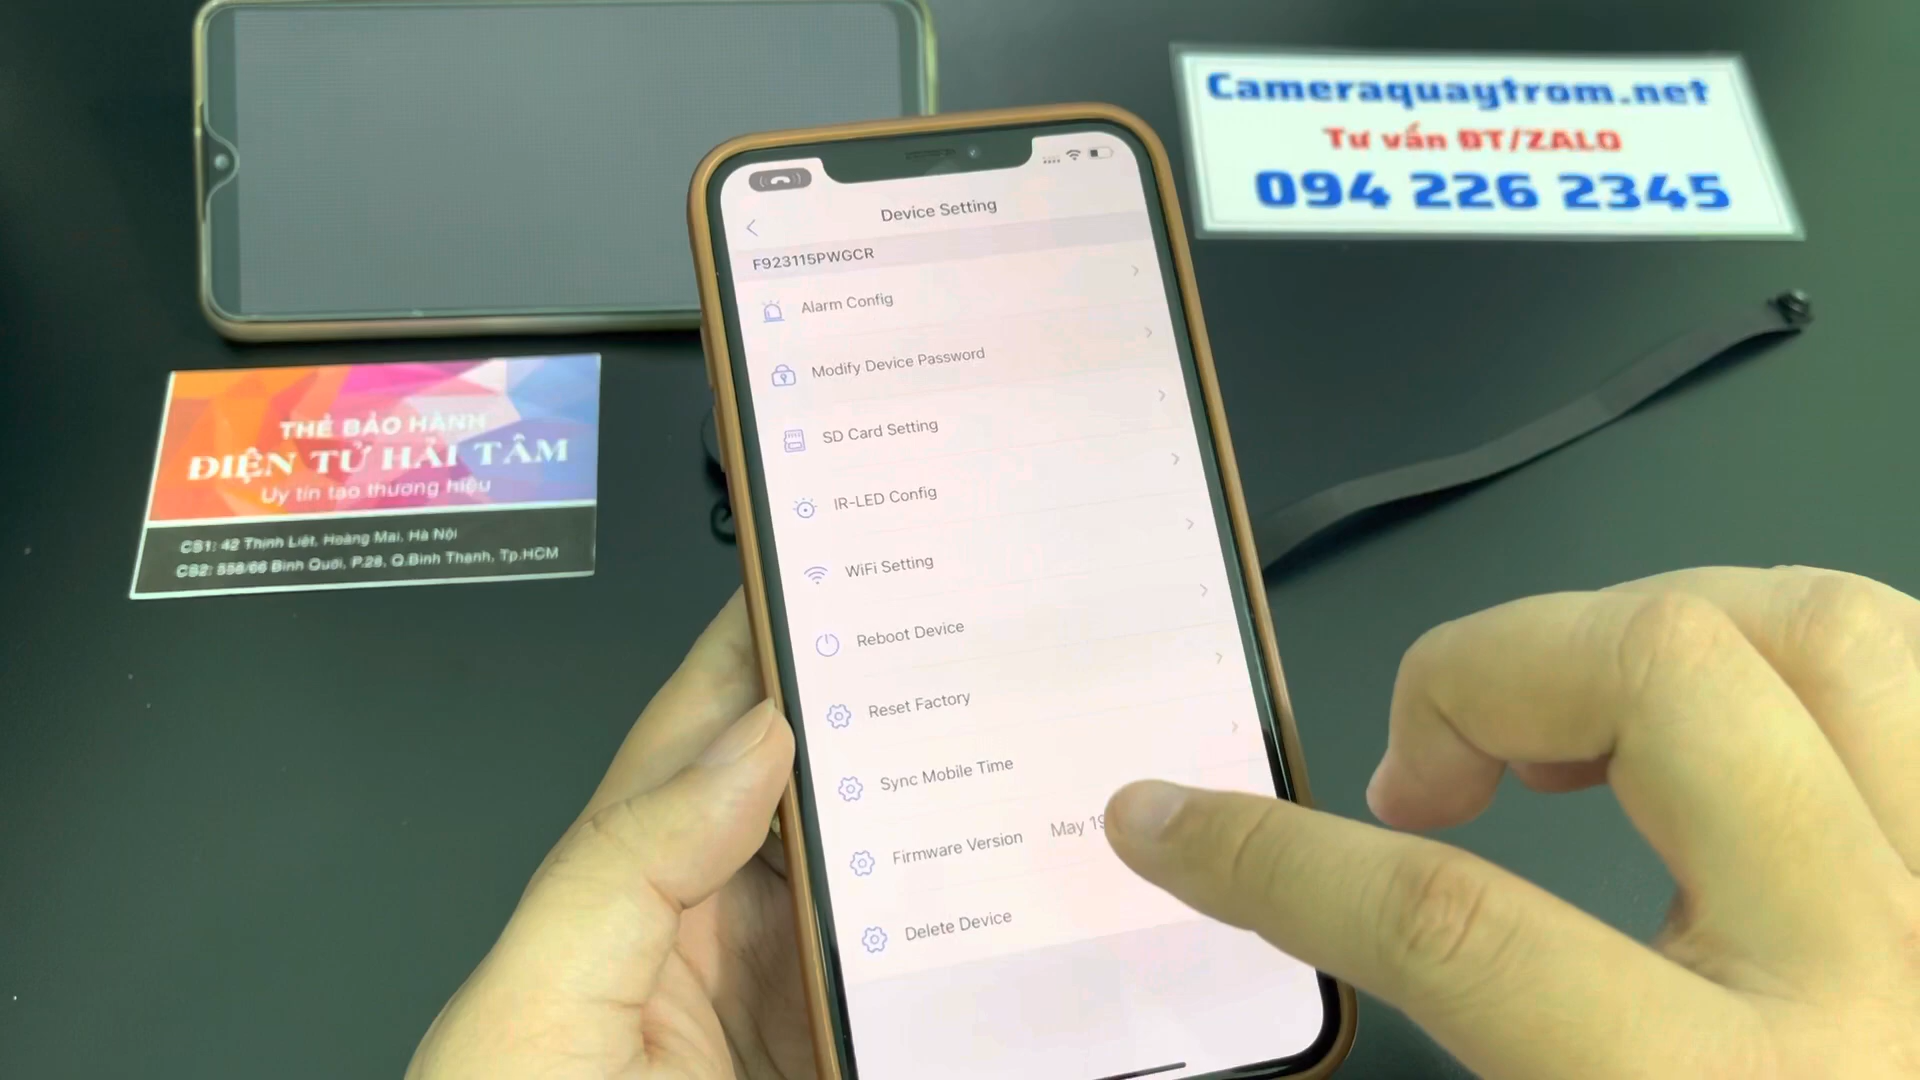 Cameraquaytrom.net
Tư vấn ĐT/ZALO
094 226 2345
THẺ BẢO HÀNH
ĐIỆN TỬ HẢI TÂM
Uy tín tạo thương hiệu
CS1: 42 Thịnh Liệt, Hoàng Mai, Hà Nội
CS2: 558/66 Bình Quới, P.28, Q.Bình Thạnh, Tp.HCM
Device Setting
F923115PWGCR
Alarm Config
Modify Device Password
SD Card Setting
IR-LED Config
WiFi Setting
Reboot Device
Reset Factory
Sync Mobile Time
Firmware Version May 19
Delete Device